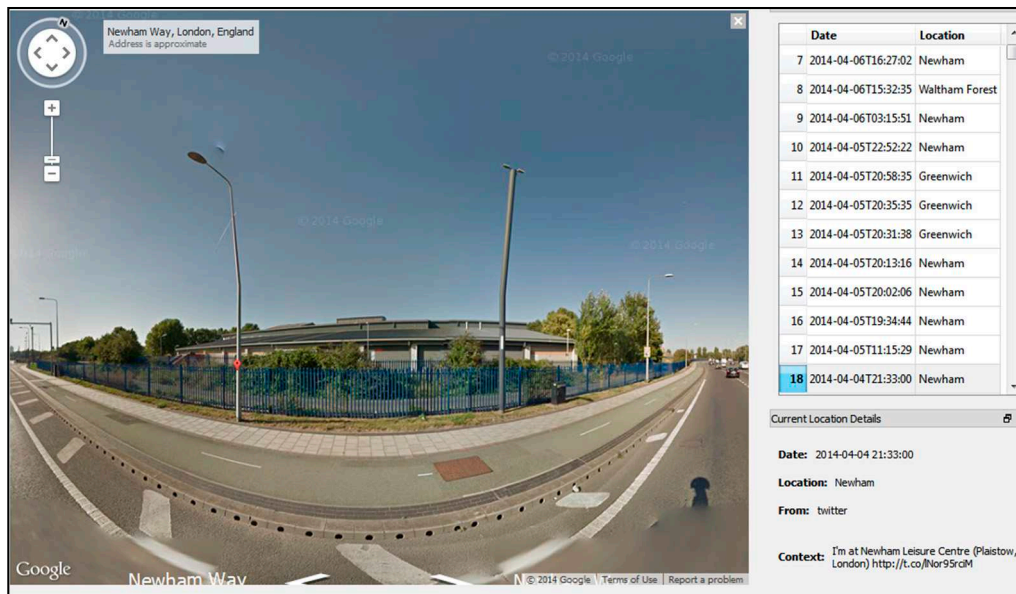 N
Newham Way, London, England
Address is approximate
© 2014 Google
© 2014 Google
© 2014 Google
Google
Newham Way
© 2014 Google
Terms of Use
Report a problem
Date Location
7 2014-04-06T16:27:02 Newham
8 2014-04-06T15:32:35 Waltham Forest
9 2014-04-06T03:15:51 Newham
10 2014-04-05T22:52:22 Newham
11 2014-04-05T20:58:35 Greenwich
12 2014-04-05T20:35:35 Greenwich
13 2014-04-05T20:31:38 Greenwich
14 2014-04-05T20:13:16 Newham
15 2014-04-05T20:02:06 Newham
16 2014-04-05T19:34:44 Newham
17 2014-04-05T11:15:29 Newham
18 2014-04-04T21:33:00 Newham
Current Location Details
Date: 2014-04-04 21:33:00
Location: Newham
From: twitter
Context: I'm at Newham Leisure Centre (Plaistow,
London) http://t.co/lNor95rciM